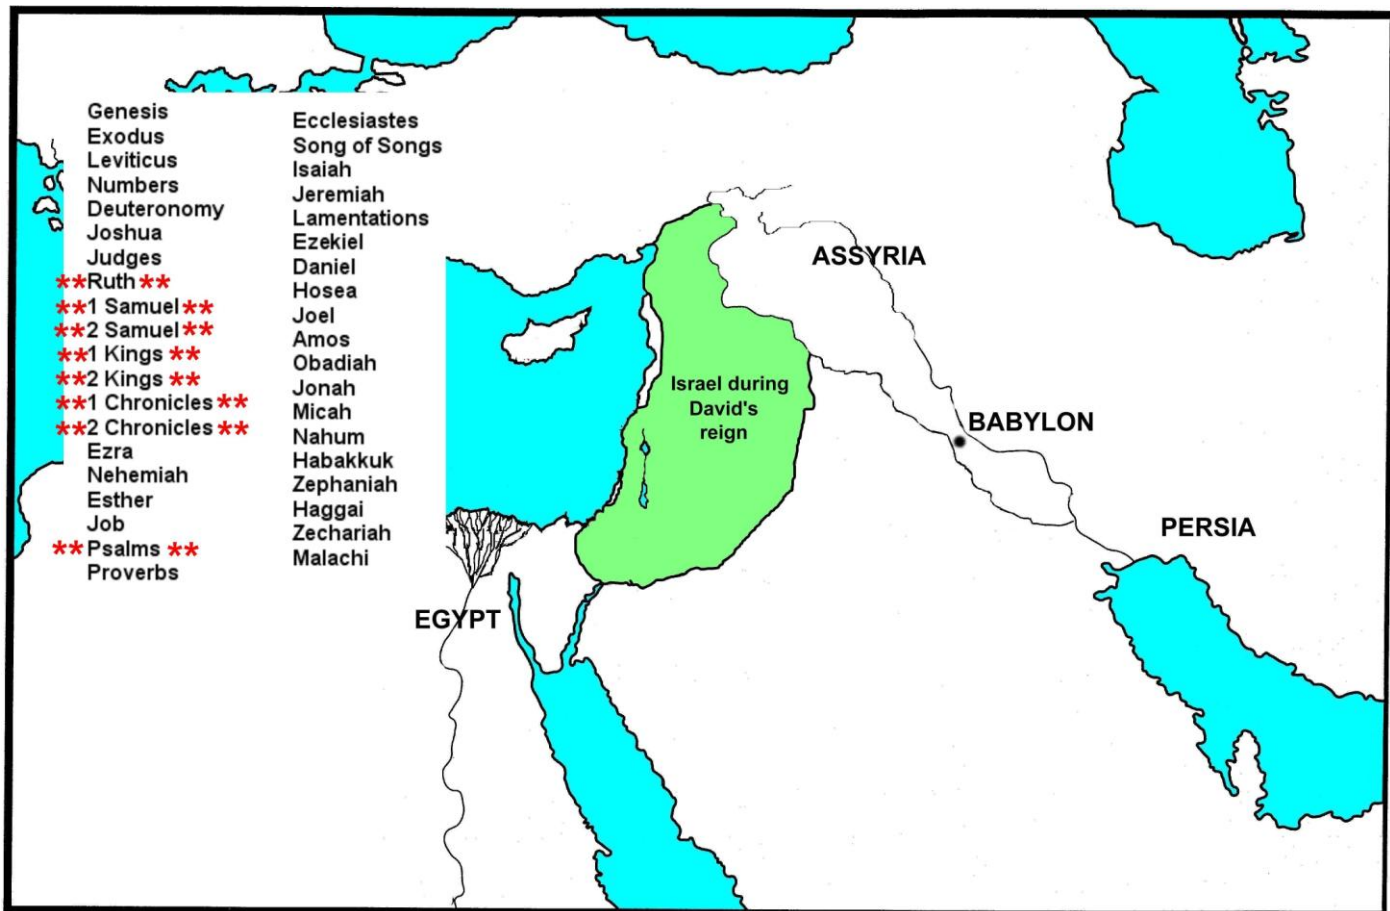 Genesis
Exodus
Leviticus
Numbers
Deuteronomy
Joshua
Judges
**Ruth **
**1 Samuel **
**2 Samuel **
**1 Kings **
**2 Kings **
**1 Chronicles **
**2 Chronicles **
Ezra
Nehemiah
Esther
Job
** Psalms **
Proverbs
Ecclesiastes
Song of Songs
Isaiah
Jeremiah
Lamentations
Ezekiel
Daniel
Hosea
Joel
Amos
Obadiah
Jonah
Micah
Nahum
Habakkuk
Zephaniah
Haggai
Zechariah
Malachi
ASSYRIA
Israel during
David's
reign
BABYLON
PERSIA
EGYPT